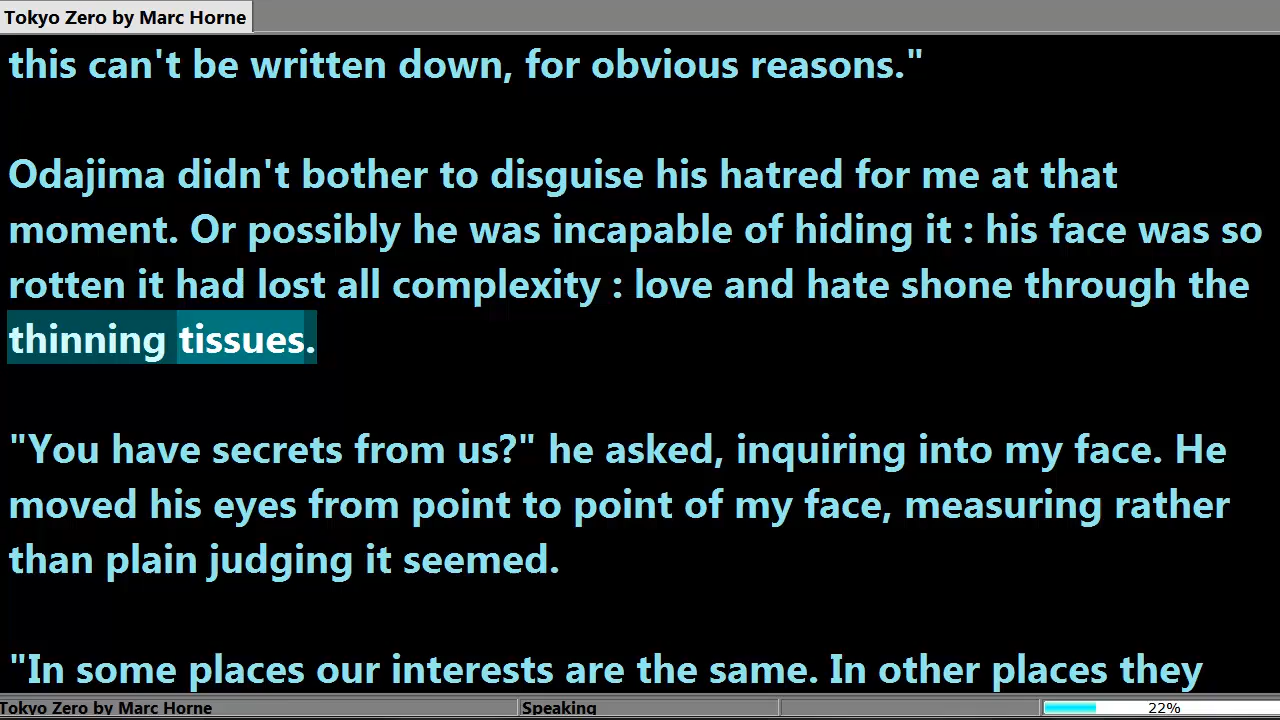 Tokyo Zero by Marc Horne
this can't be written down, for obvious reasons."
Odajima didn't bother to disguise his hatred for me at that
moment. Or possibly he was incapable of hiding it : his face was so
rotten it had lost all complexity : love and hate shone through the
thinning tissues.
"You have secrets from us?" he asked, inquiring into my face. He
moved his eyes from point to point of my face, measuring rather
than plain judging it seemed.
"In some places our interests are the same. In other places they
Tokyo Zero by Marc Horne Speaking 22%